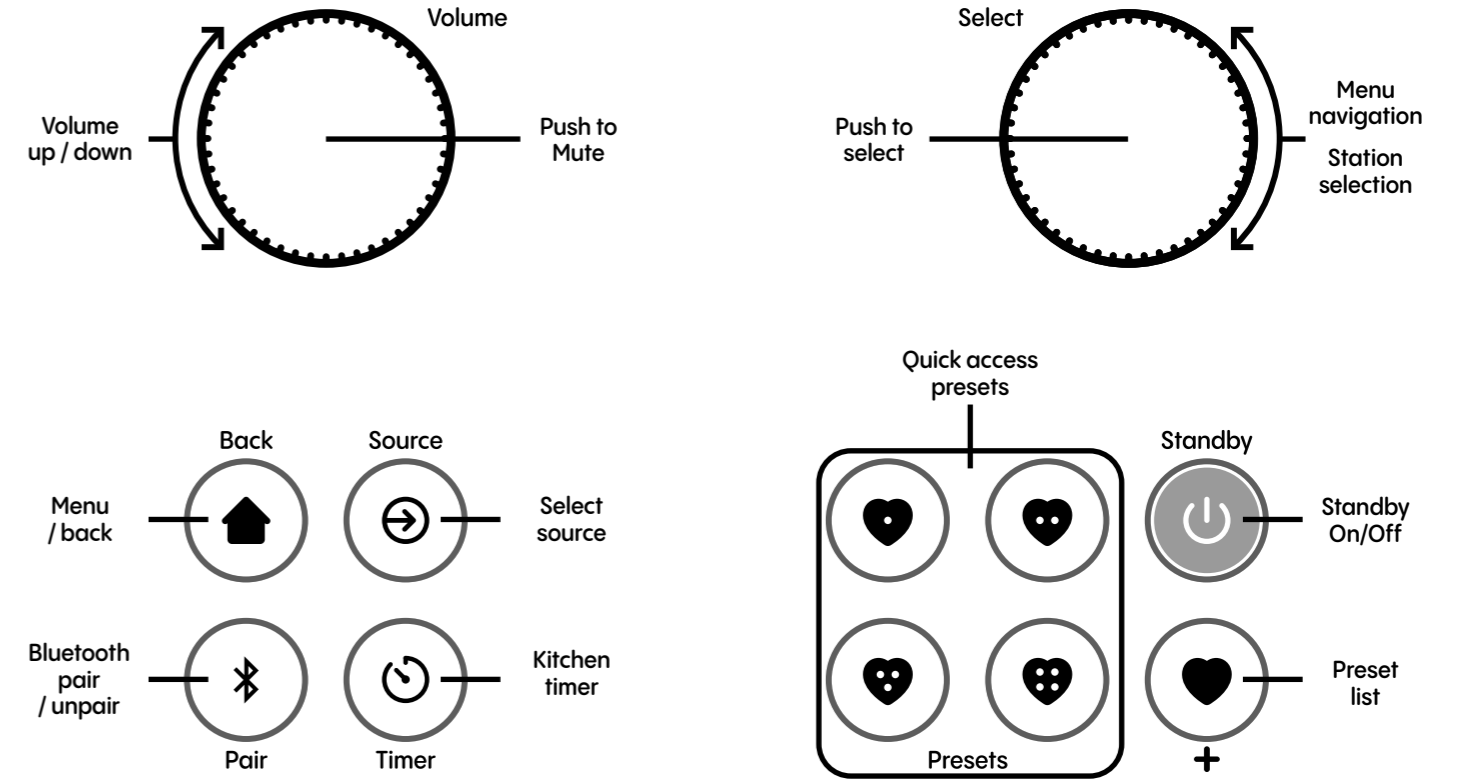 Volume
Volume
up / down
Push to
Mute
Select
Push to
select
Menu
navigation
Station
selection
Quick access
presets
Back
Source
Standby
Menu
/ back
Select
source
Standby
On/Off
Bluetooth
pair
/ unpair
Kitchen
timer
Preset
list
Pair
Timer
Presets
+